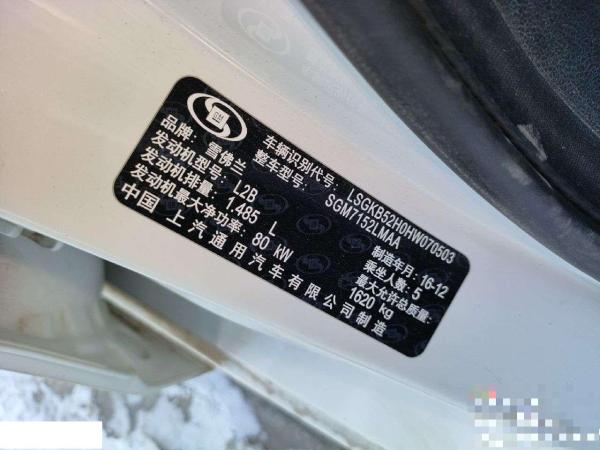 GM
车辆识别代号: LSGKB52H0HW070503
整车型号: SGM7152LMAA
品牌: 雪佛兰
发动机型号: L2B
制造年月: 16-12
发动机排量: 1.485 L
乘坐人数: 5
发动机最大净功率: 80 kW
最大允许总质量:
1620 kg
中国上汽通用汽车有限公司制造